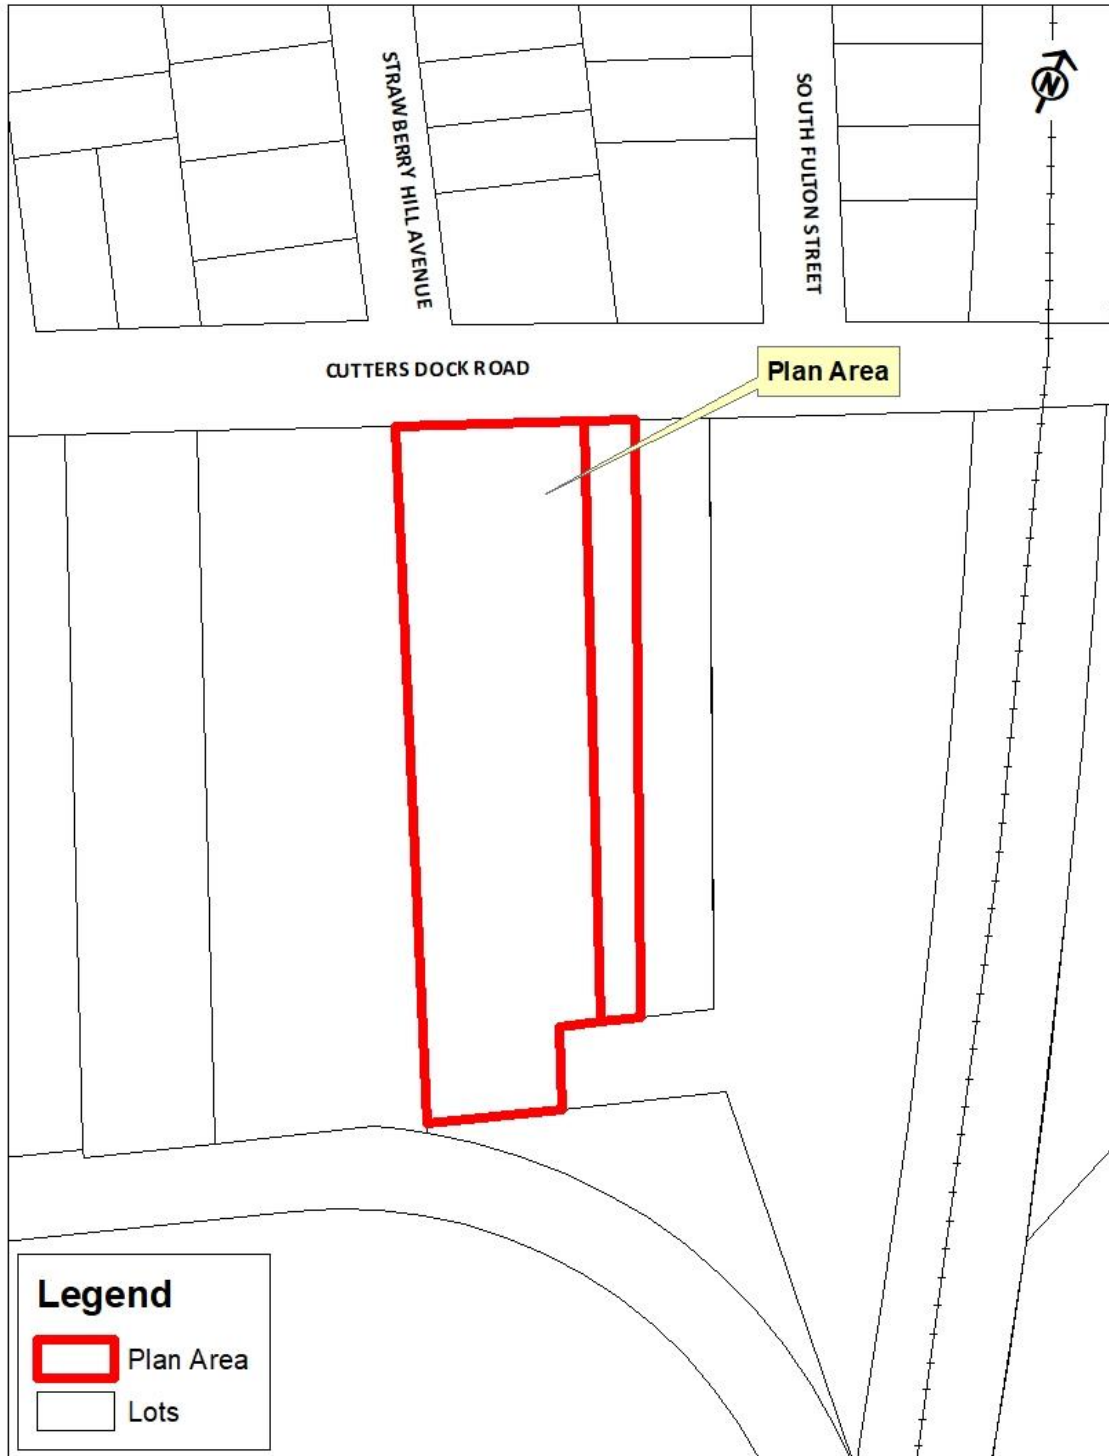 STRAWBERRY HILL AVENUE
SOUTH FULTON STREET
N
CUTTERS DOCK ROAD
Plan Area
Legend
Plan Area
Lots